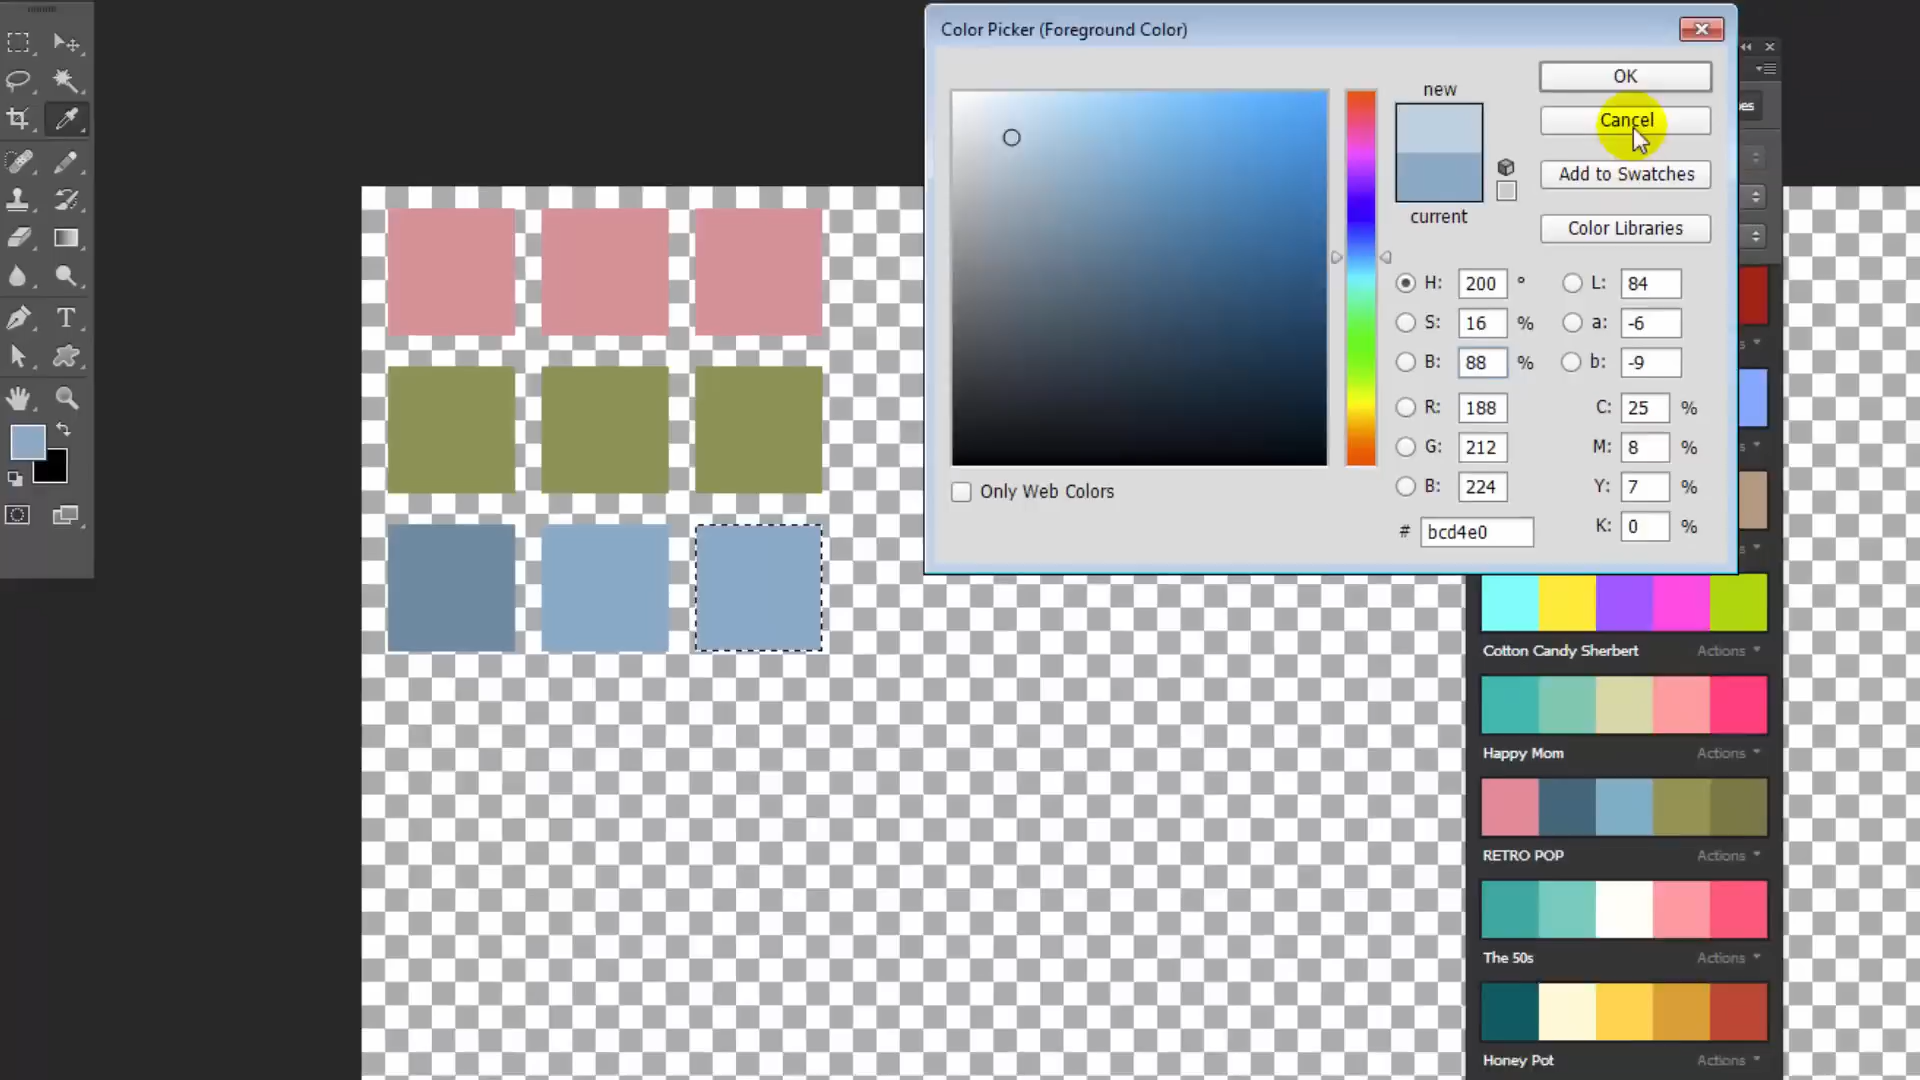 Color Picker (Foreground Color)
new
current
OK
Cancel
Add to Swatches
Color Libraries
H: 200 °
S: 16 %
B: 88 %
R: 188
G: 212
B: 224
# bcd4e0
L: 84
a: -6
b: -9
C: 25 %
M: 8 %
Y: 7 %
K: 0 %
Only Web Colors
Cotton Candy Sherbert Actions
Happy Mom Actions
RETRO POP Actions
The 50s Actions
Honey Pot Actions